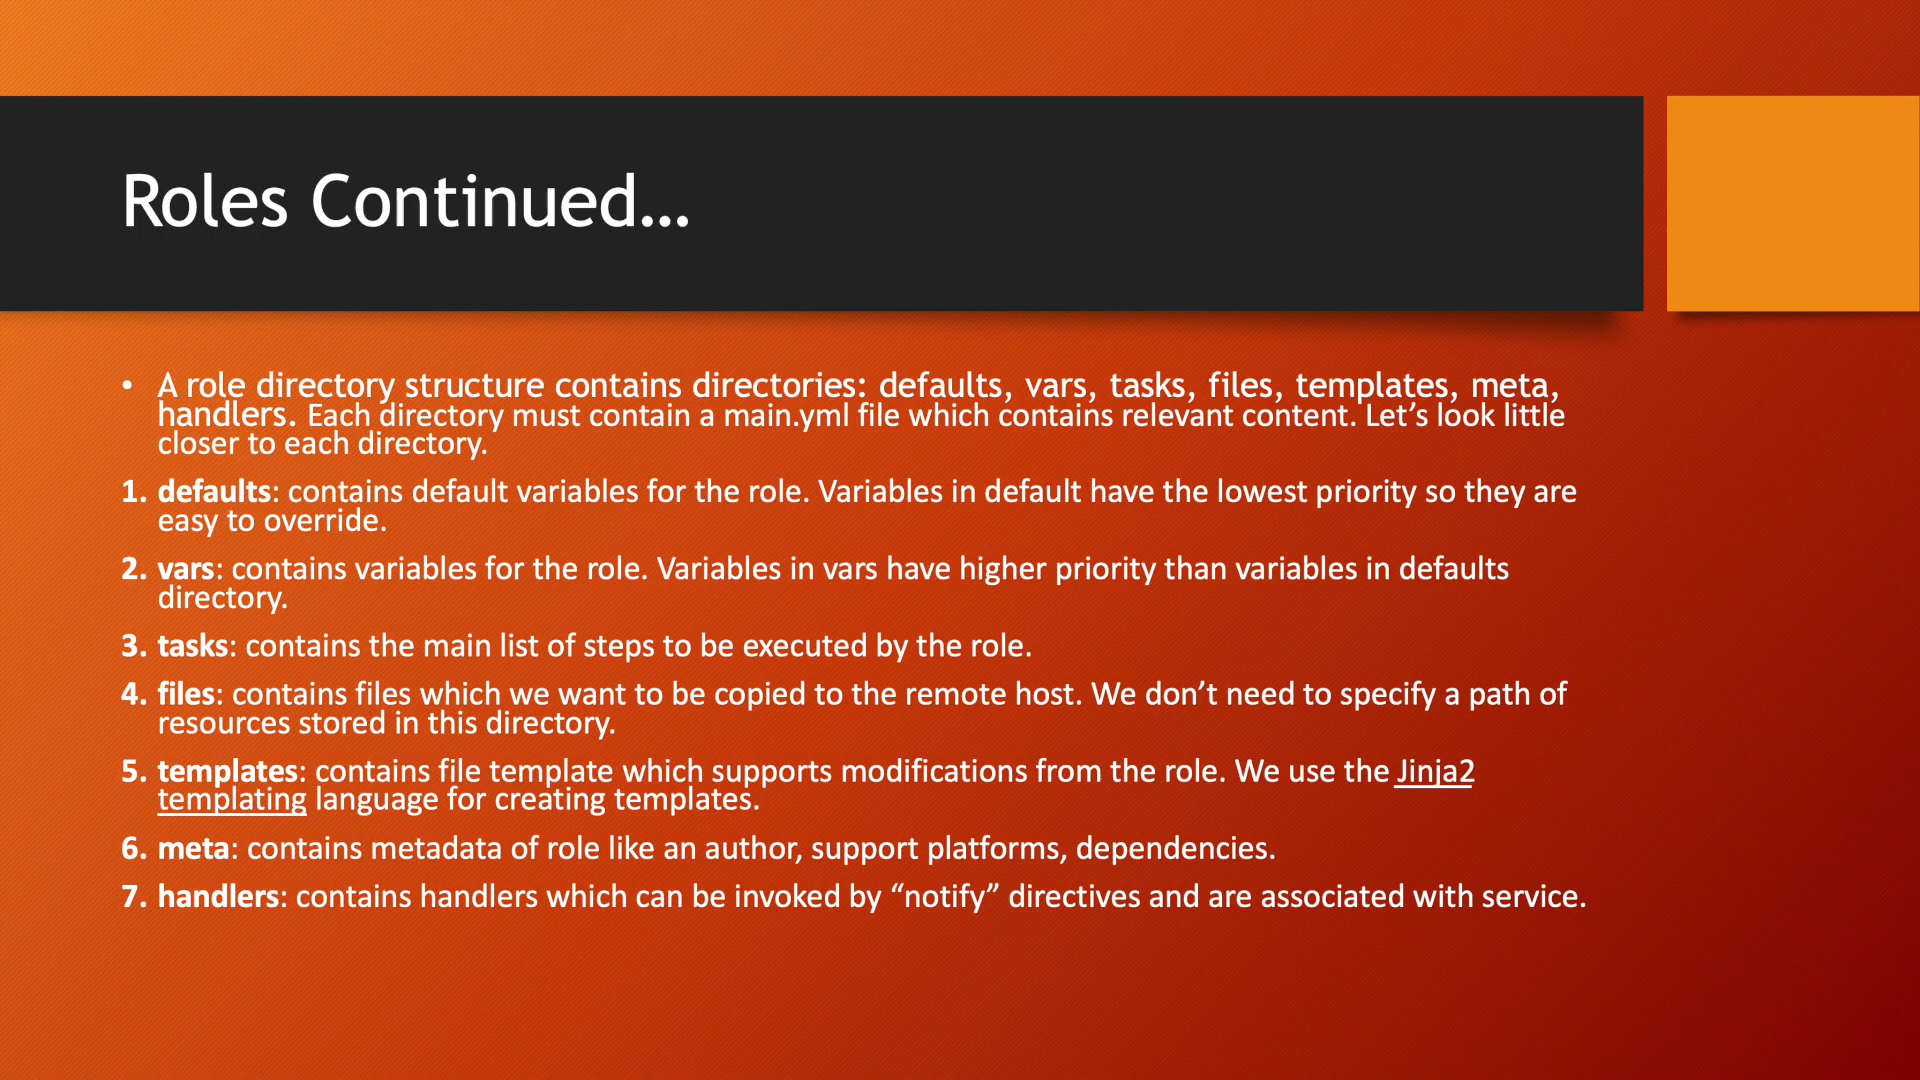 Roles Continued...
• A role directory structure contains directories: defaults, vars, tasks, files, templates, meta,
handlers. Each directory must contain a main.yml file which contains relevant content. Let’s look little
closer to each directory.
1. defaults: contains default variables for the role. Variables in default have the lowest priority so they are
easy to override.
2. vars: contains variables for the role. Variables in vars have higher priority than variables in defaults
directory.
3. tasks: contains the main list of steps to be executed by the role.
4. files: contains files which we want to be copied to the remote host. We don’t need to specify a path of
resources stored in this directory.
5. templates: contains file template which supports modifications from the role. We use the Jinja2
templating language for creating templates.
6. meta: contains metadata of role like an author, support platforms, dependencies.
7. handlers: contains handlers which can be invoked by “notify” directives and are associated with service.